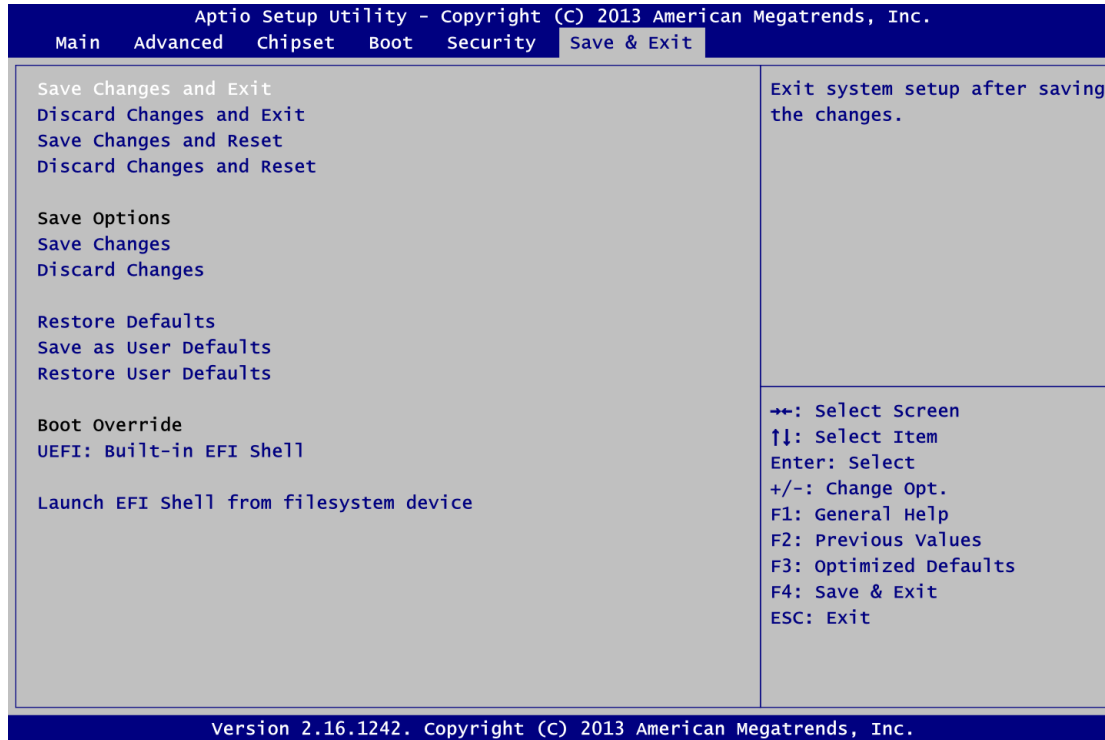 Aptio Setup Utility - Copyright (C) 2013 American Megatrends, Inc.
Main Advanced Chipset Boot Security Save & Exit
Save Changes and Exit
Discard Changes and Exit
Save Changes and Reset
Discard Changes and Reset
Save Options
Save Changes
Discard Changes
Restore Defaults
Save as User Defaults
Restore User Defaults
Boot Override
UEFI: Built-in EFI Shell
Launch EFI Shell from filesystem device
Exit system setup after saving
the changes.
→←: Select Screen
↑↓: Select Item
Enter: Select
+/-: Change Opt.
F1: General Help
F2: Previous Values
F3: Optimized Defaults
F4: Save & Exit
ESC: Exit
Version 2.16.1242. Copyright (C) 2013 American Megatrends, Inc.